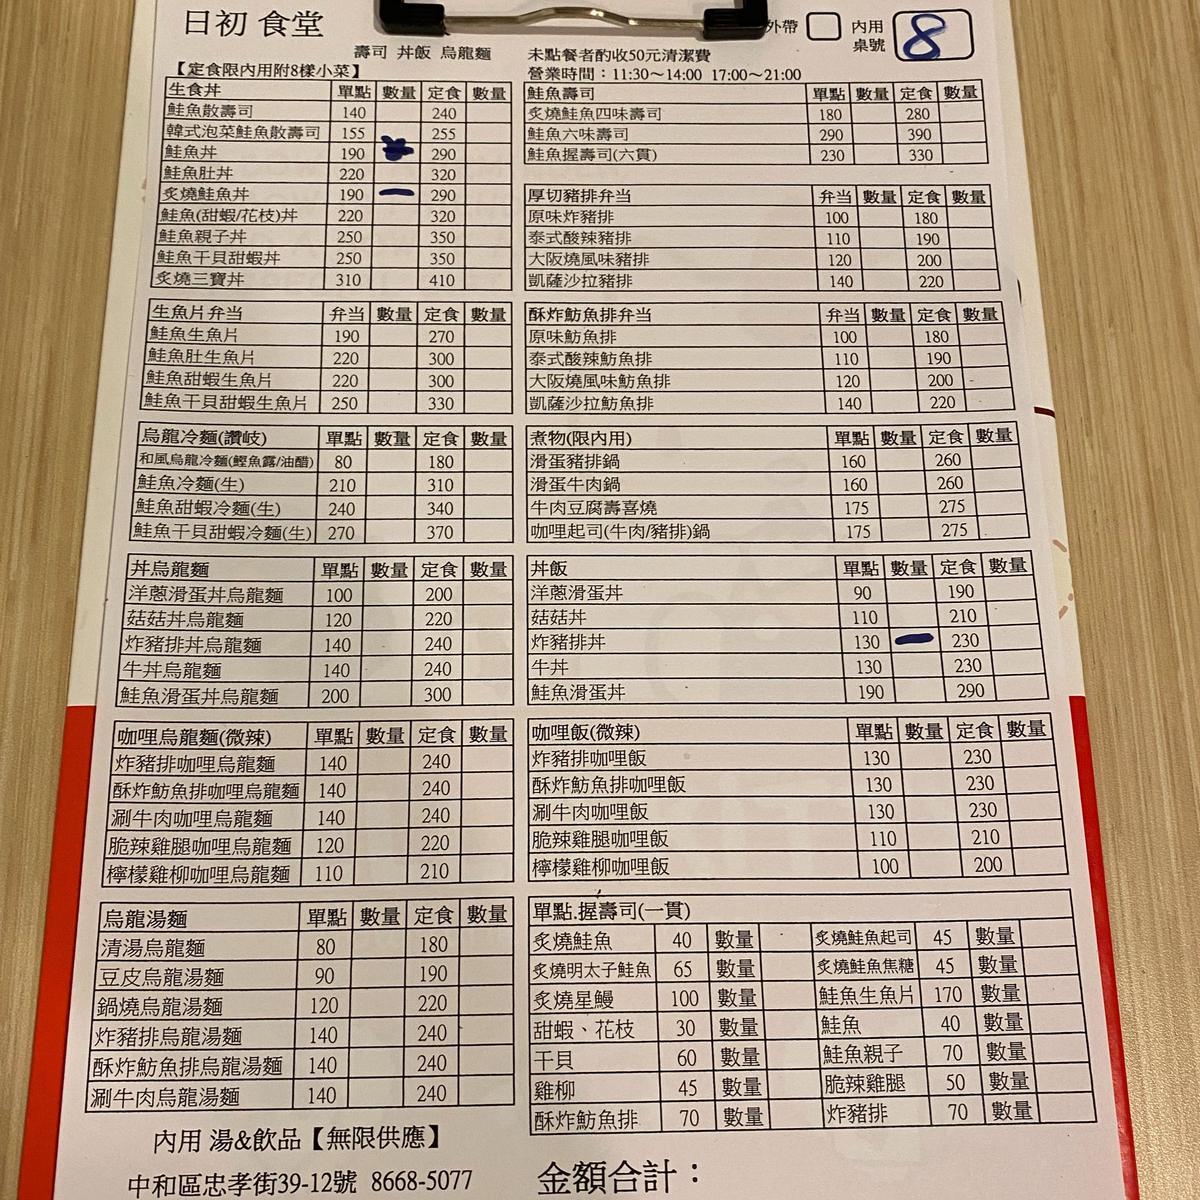 日初 食堂
外帶 內用
桌號 8
壽司 丼飯 烏龍麵
未點餐者酌收50元清潔費
【定食限內用附8樣小菜】
營業時間：11:30～14:00 17:00～21:00
生食丼 單點 數量 定食 數量
鮭魚散壽司 140 240
韓式泡菜鮭魚散壽司 155 255
鮭魚丼 190 290
鮭魚肚丼 220 320
炙燒鮭魚丼 190 一 290
鮭魚(甜蝦/花枝)丼 220 320
鮭魚親子丼 250 350
鮭魚干貝甜蝦丼 250 350
炙燒三寶丼 310 410
鮭魚壽司 單點 數量 定食 數量
炙燒鮭魚四味壽司 180 280
鮭魚六味壽司 290 390
鮭魚握壽司(六貫) 230 330
厚切豬排弁当 弁当 數量 定食 數量
原味炸豬排 100 180
泰式酸辣豬排 110 190
大阪燒風味豬排 120 200
凱薩沙拉豬排 140 220
生魚片弁当 弁当 數量 定食 數量
鮭魚生魚片 190 270
鮭魚肚生魚片 220 300
鮭魚甜蝦生魚片 220 300
鮭魚干貝甜蝦生魚片 250 330
酥炸魴魚排弁当 弁当 數量 定食 數量
原味魴魚排 100 180
泰式酸辣魴魚排 110 190
大阪燒風味魴魚排 120 200
凱薩沙拉魴魚排 140 220
烏龍冷麵(讚岐) 單點 數量 定食 數量
和風烏龍冷麵(鰹魚露/油醋) 80 180
鮭魚冷麵(生) 210 310
鮭魚甜蝦冷麵(生) 240 340
鮭魚干貝甜蝦冷麵(生) 270 370
煮物(限內用) 單點 數量 定食 數量
滑蛋豬排鍋 160 260
滑蛋牛肉鍋 160 260
牛肉豆腐壽喜燒 175 275
咖哩起司(牛肉/豬排)鍋 175 275
丼烏龍麵 單點 數量 定食 數量
洋蔥滑蛋丼烏龍麵 100 200
菇菇丼烏龍麵 120 220
炸豬排丼烏龍麵 140 240
牛丼烏龍麵 140 240
鮭魚滑蛋丼烏龍麵 200 300
丼飯 單點 數量 定食 數量
洋蔥滑蛋丼 90 190
菇菇丼 110 210
炸豬排丼 130 一 230
牛丼 130 230
鮭魚滑蛋丼 190 290
咖哩烏龍麵(微辣) 單點 數量 定食 數量
炸豬排咖哩烏龍麵 140 240
酥炸魴魚排咖哩烏龍麵 140 240
涮牛肉咖哩烏龍麵 140 240
脆辣雞腿咖哩烏龍麵 120 220
檸檬雞柳咖哩烏龍麵 110 210
咖哩飯(微辣) 單點 數量 定食 數量
炸豬排咖哩飯 130 230
酥炸魴魚排咖哩飯 130 230
涮牛肉咖哩飯 130 230
脆辣雞腿咖哩飯 110 210
檸檬雞柳咖哩飯 100 200
烏龍湯麵 單點 數量 定食 數量
清湯烏龍麵 80 180
豆皮烏龍湯麵 90 190
鍋燒烏龍湯麵 120 220
炸豬排烏龍湯麵 140 240
酥炸魴魚排烏龍湯麵 140 240
涮牛肉烏龍湯麵 140 240
單點.握壽司(一貫)
炙燒鮭魚 40 數量 炙燒鮭魚起司 45 數量
炙燒明太子鮭魚 65 數量 炙燒鮭魚焦糖 45 數量
炙燒星鰻 100 數量 鮭魚生魚片 170 數量
甜蝦、花枝 30 數量 鮭魚 40 數量
干貝 60 數量 鮭魚親子 70 數量
雞柳 45 數量 脆辣雞腿 50 數量
酥炸魴魚排 70 數量 炸豬排 70 數量
內用 湯&飲品【無限供應】
中和區忠孝街39-12號 8668-5077
金額合計：